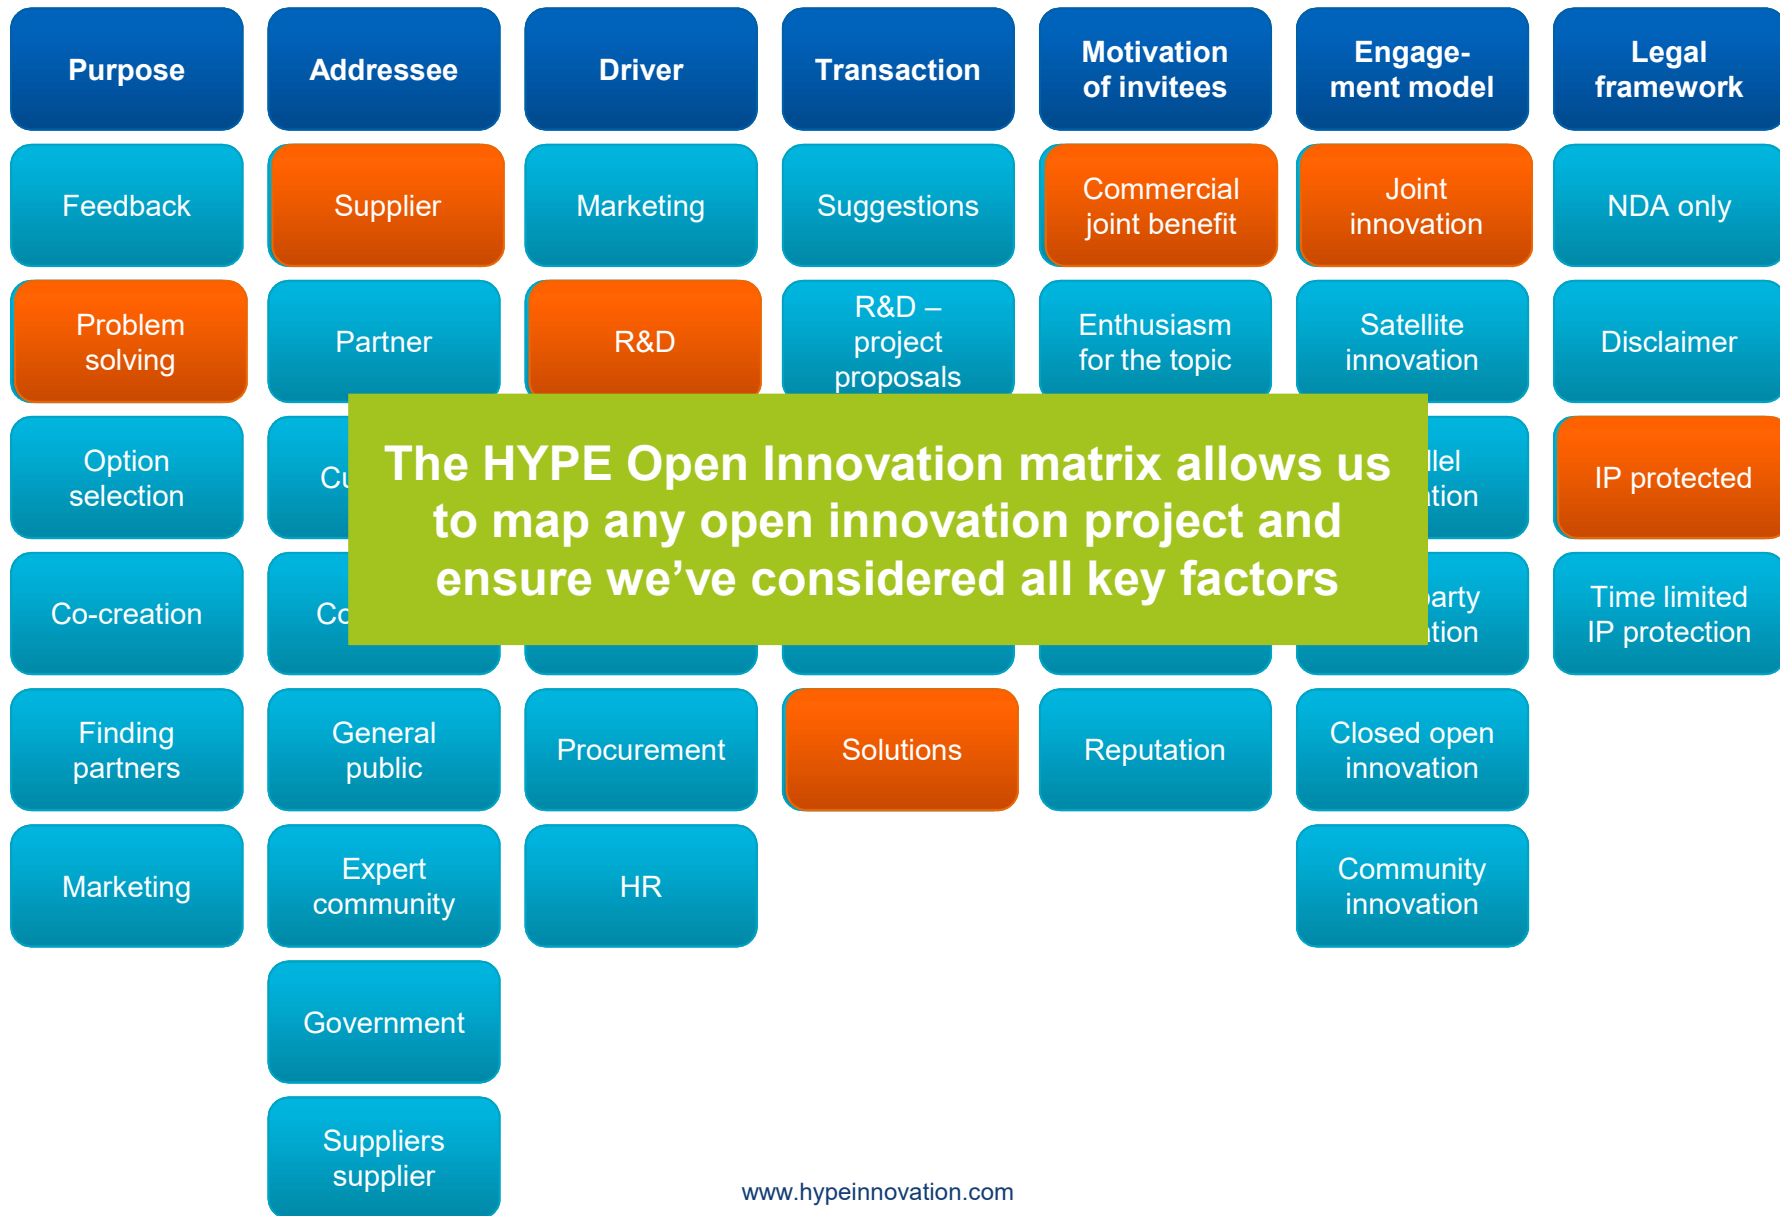 Purpose
Addressee
Driver
Transaction
Motivation
of invitees
Engage-
ment model
Legal
framework
Feedback
Supplier
Marketing
Suggestions
Commercial
joint benefit
Joint
innovation
NDA only
Problem
solving
Partner
R&D
R&D –
project
proposals
Enthusiasm
for the topic
Satellite
innovation
Disclaimer
Option
selection
IP protected
The HYPE Open Innovation matrix allows us
to map any open innovation project and
ensure we've considered all key factors
Co-creation
Time limited
IP protection
Finding
partners
General
public
Procurement
Solutions
Reputation
Closed open
innovation
Marketing
Expert
community
HR
Community
innovation
Government
Suppliers
supplier
www.hypeinnovation.com